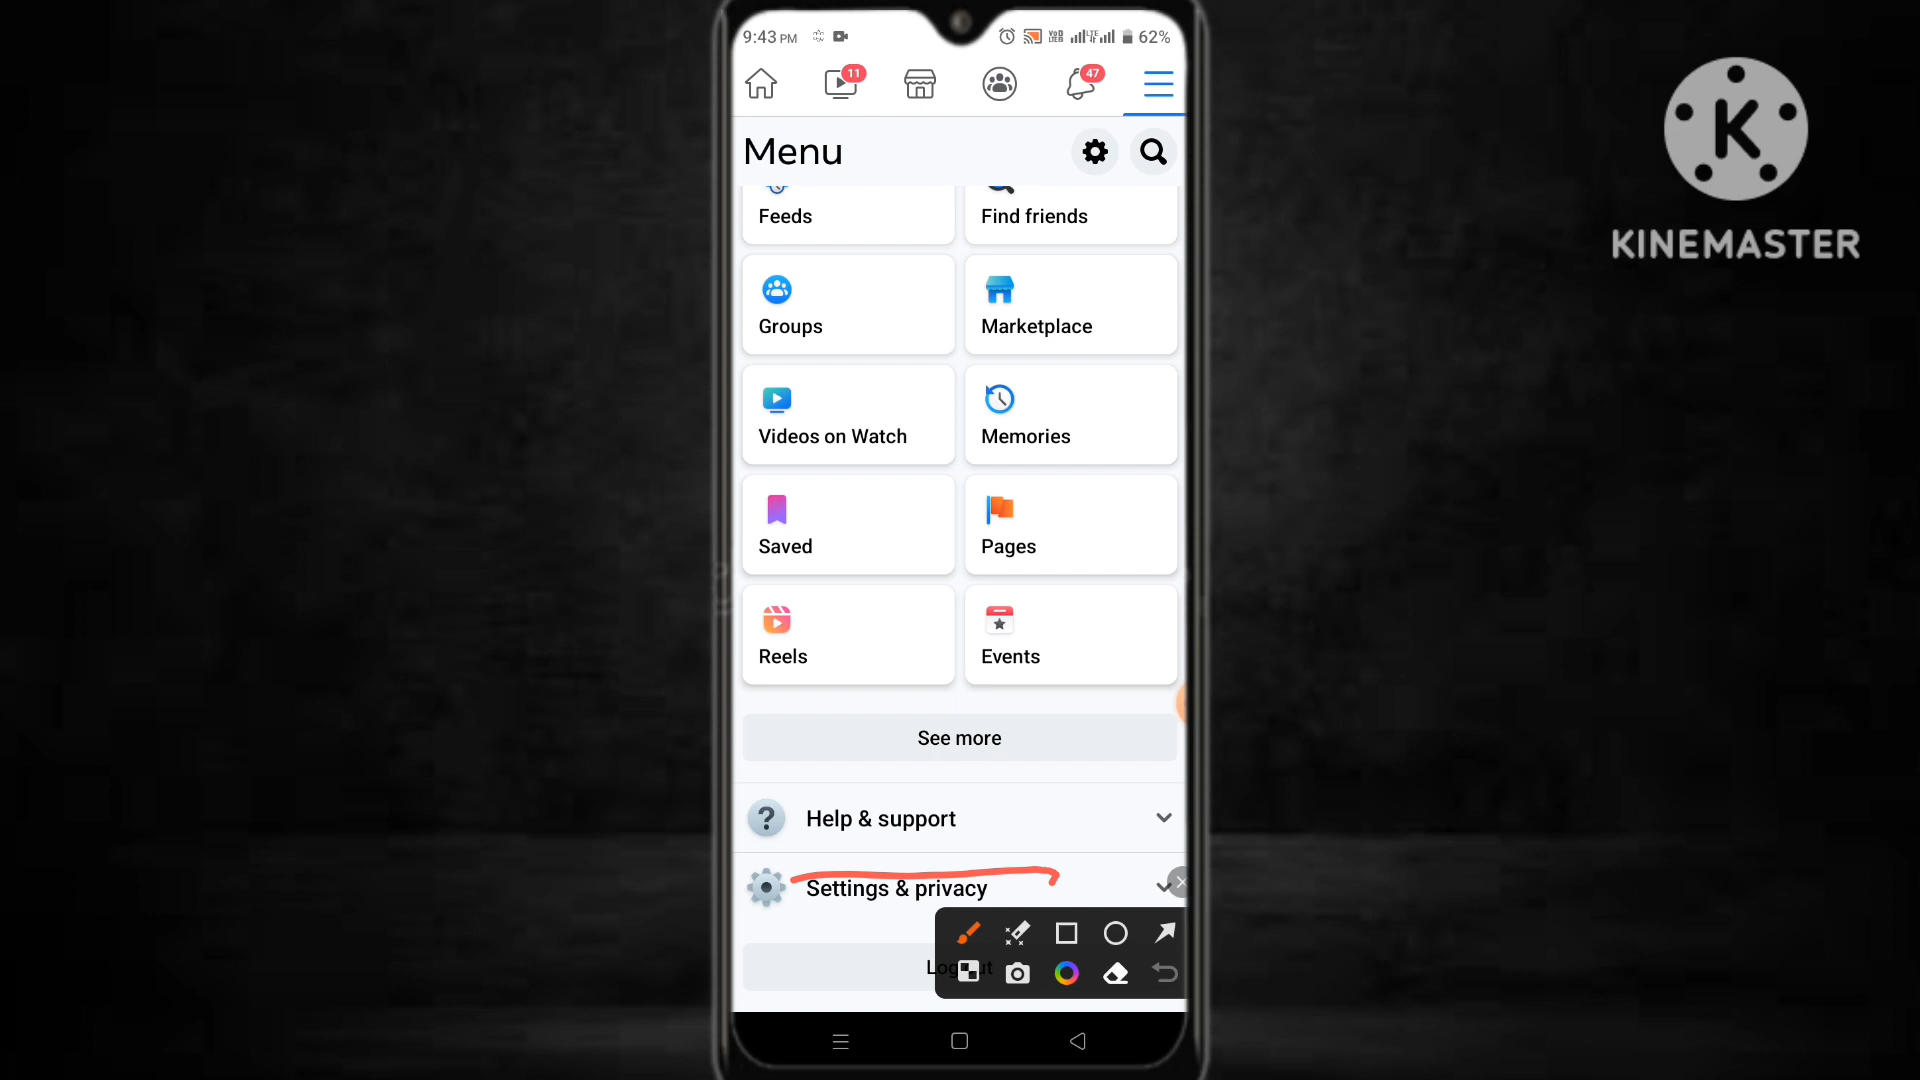 9:43 PM
62%
11
47
Menu
Feeds
Find friends
Groups
Marketplace
Videos on Watch
Memories
Saved
Pages
Reels
Events
See more
Help & support
Settings & privacy
K
KINEMASTER